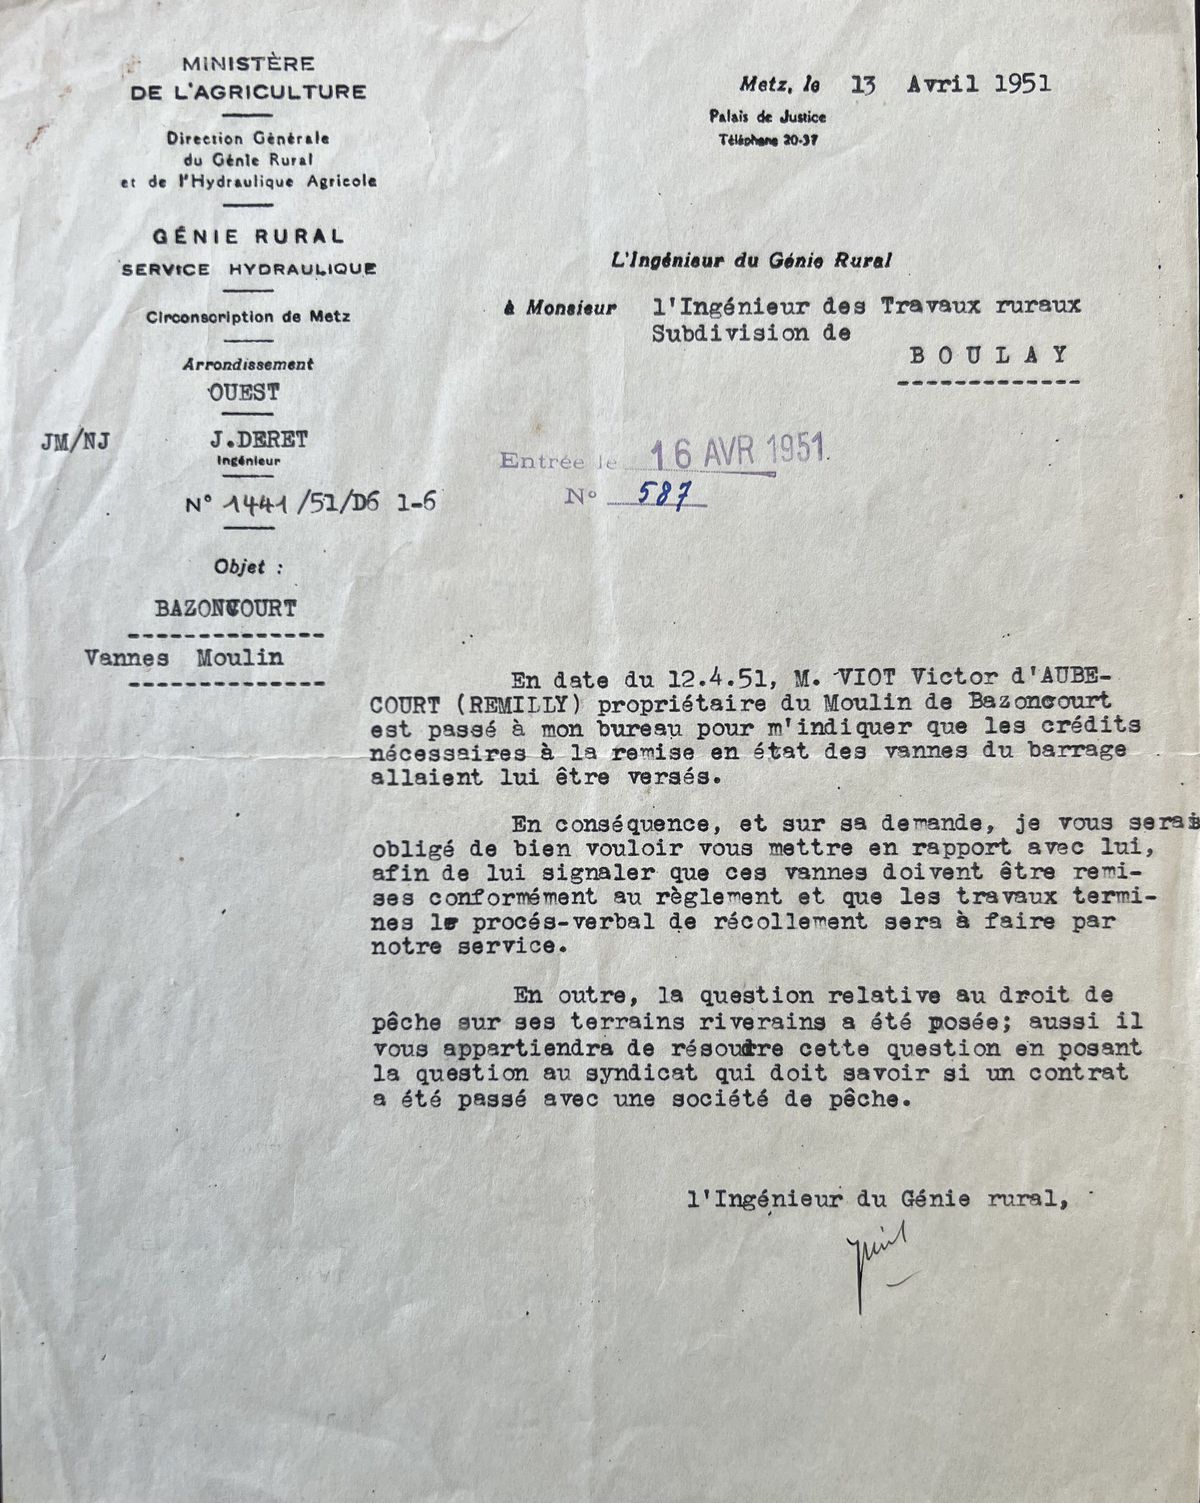 MINISTÈRE
DE L'AGRICULTURE
Direction Générale
du Génie Rural
et de l'Hydraulique Agricole
GÉNIE RURAL
SERVICE HYDRAULIQUE
Circonscription de Metz
Arrondissement
OUEST
JM/NJ
J.DERET
Ingénieur
N° 1441/51/D6 1-6
Objet :
BAZONCOURT
Vannes Moulin
Metz, le 13 Avril 1951
Palais de Justice
Téléphone 20-37
L'Ingénieur du Génie Rural
à Monsieur l'Ingénieur des Travaux ruraux
Subdivision de
BOULAY
Entrée le 16 AVR 1951
N° 587
En date du 12.4.51, M. VIOT Victor d'AUBE-
COURT (REMILLY) propriétaire du Moulin de Bazoncourt
est passé à mon bureau pour m'indiquer que les crédits
nécessaires à la remise en état des vannes du barrage
allaient lui être versés.
En conséquence, et sur sa demande, je vous serais
obligé de bien vouloir vous mettre en rapport avec lui,
afin de lui signaler que ces vannes doivent être remi-
ses conformément au règlement et que les travaux termi-
nes le procés-verbal de récollement sera à faire par
notre service.
En outre, la question relative au droit de
pêche sur ses terrains riverains a été posée; aussi il
vous appartiendra de résoudre cette question en posant
la question au syndicat qui doit savoir si un contrat
a été passé avec une société de pêche.
l'Ingénieur du Génie rural,